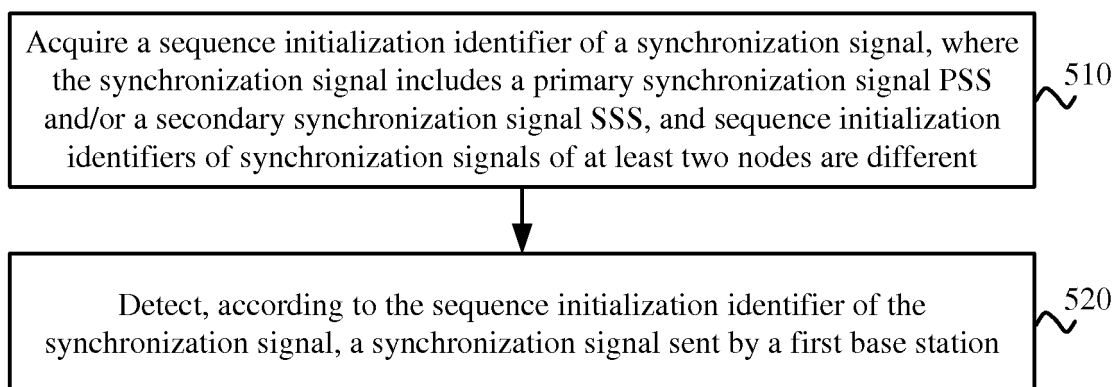 Acquire a sequence initialization identifier of a synchronization signal, where
the synchronization signal includes a primary synchronization signal PSS
and/or a secondary synchronization signal SSS, and sequence initialization
identifiers of synchronization signals of at least two nodes are different
510
Detect, according to the sequence initialization identifier of the
synchronization signal, a synchronization signal sent by a first base station
520